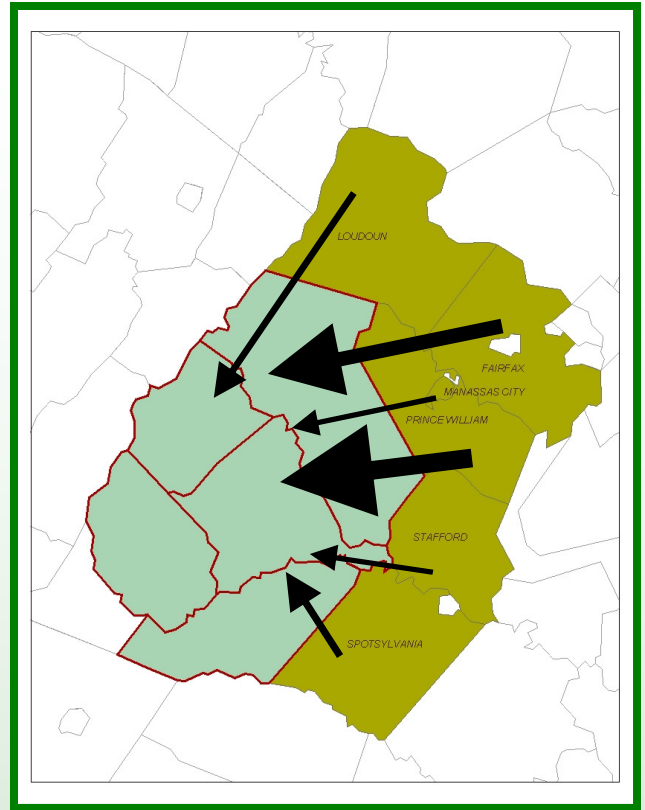 LOUDOUN
FAIRFAX
MANASSAS CITY
PRINCE WILLIAM
STAFFORD
SPOTSYLVANIA